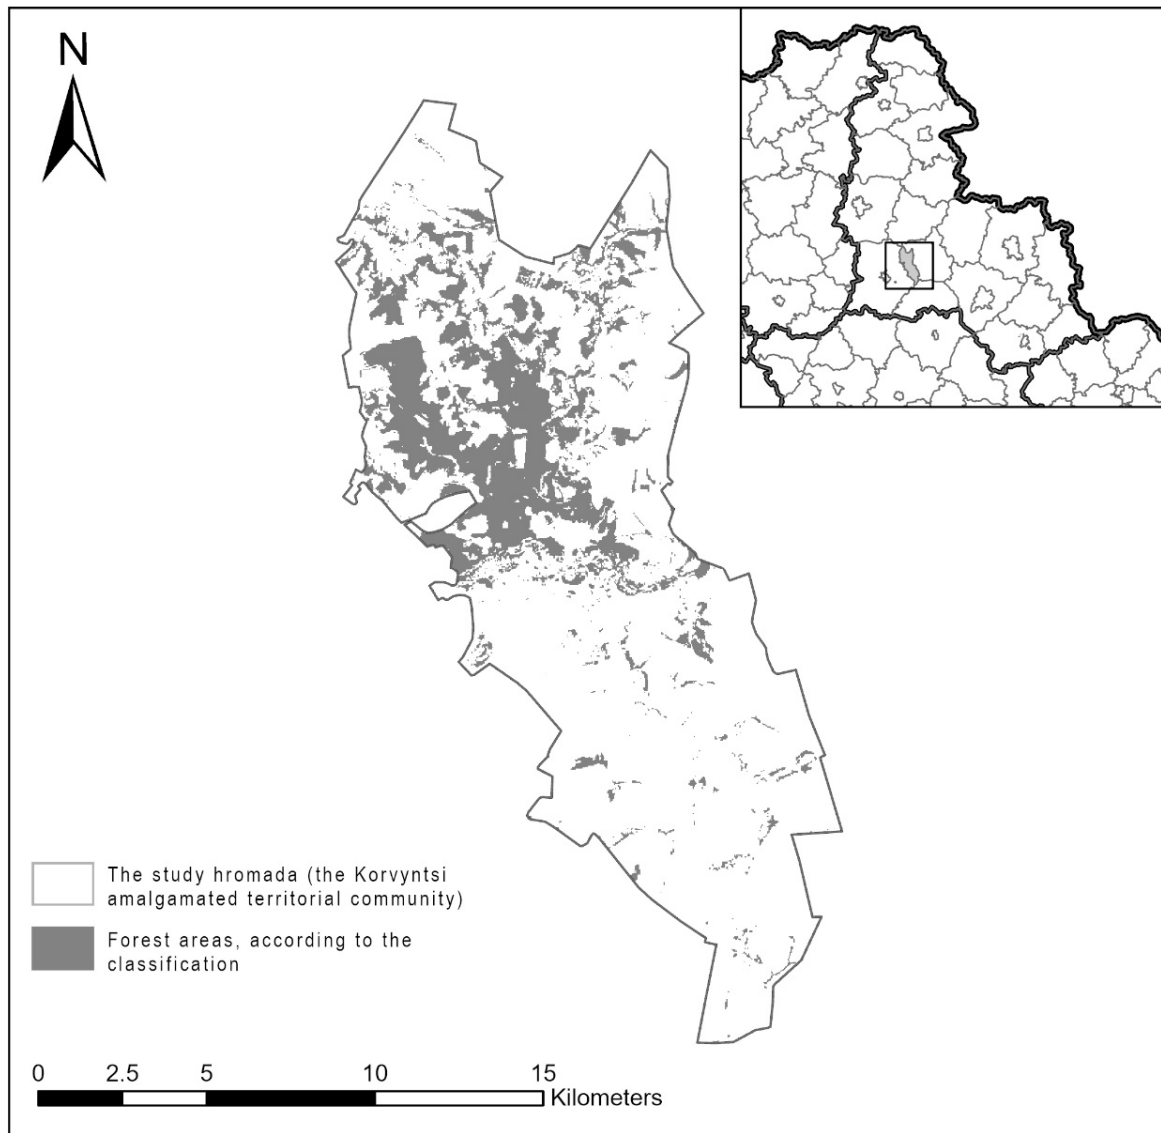 N
The study hromada (the Korvyntsi
amalgamated territorial community)
Forest areas, according to the
classification
0 2.5 5 10 15
Kilometers